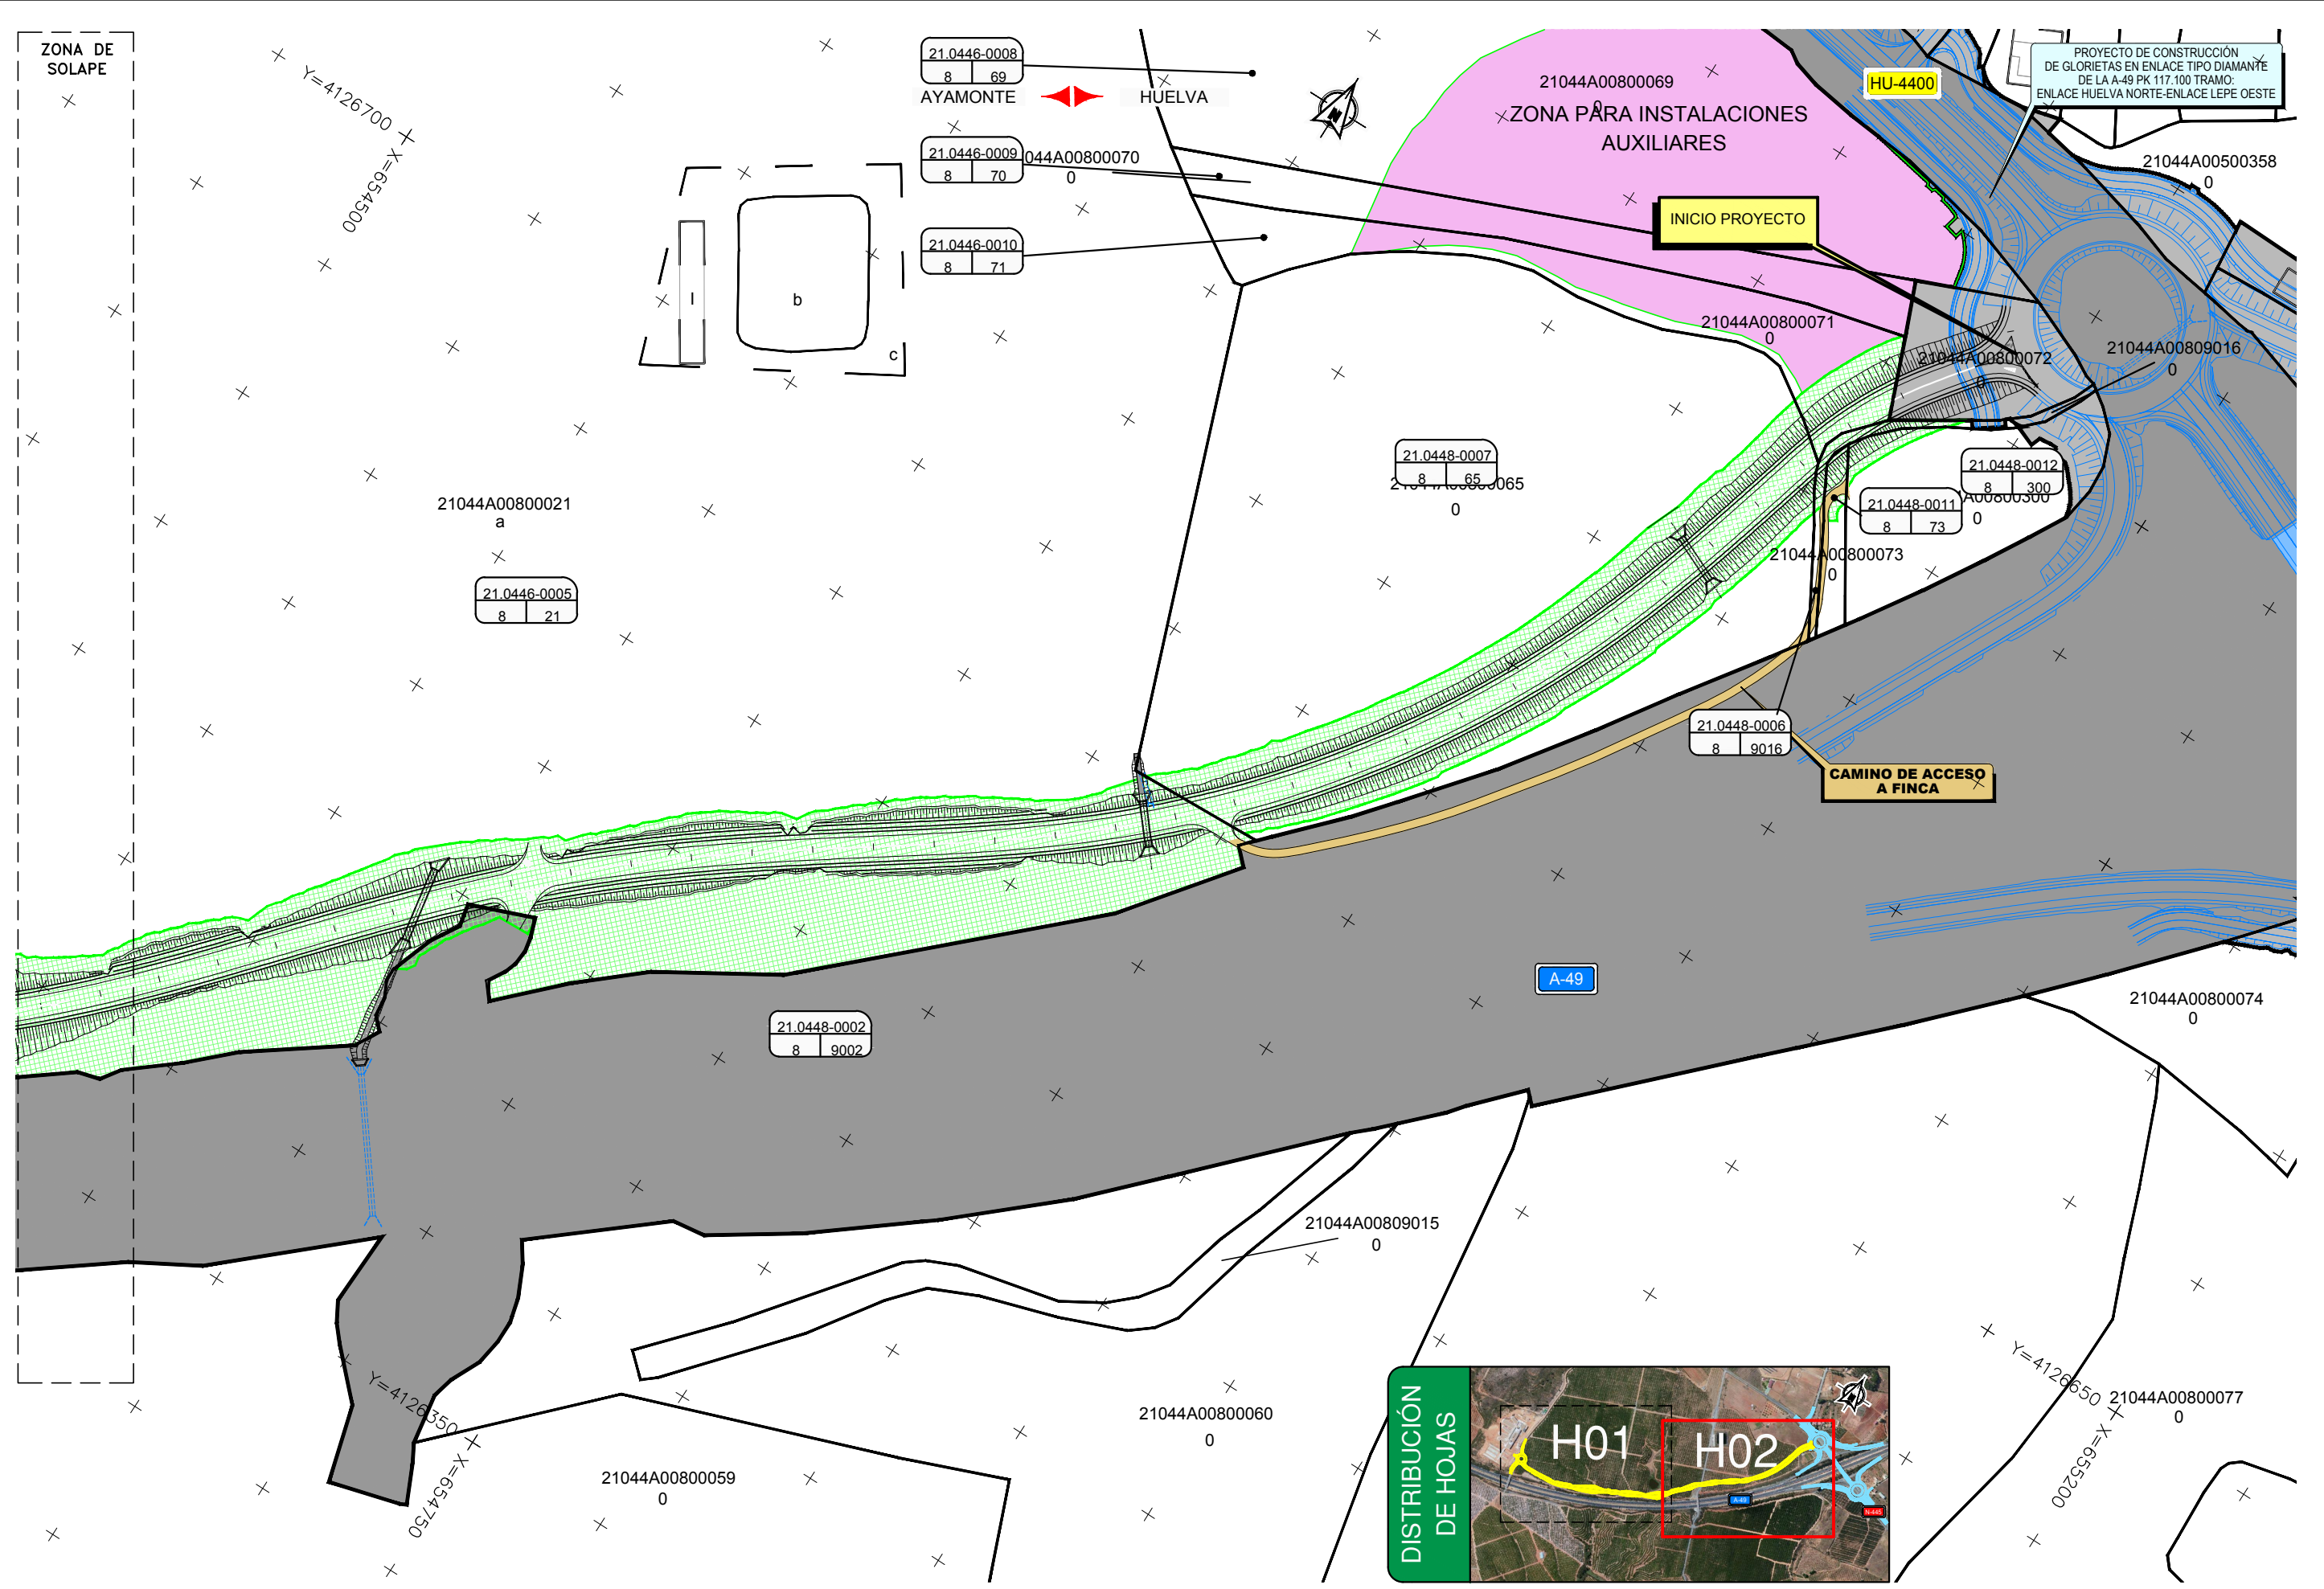 ZONA DE
SOLAPE
Y=4126700
X=654500
21.0446-0008
8 69
AYAMONTE
HUELVA
21.0446-0009
8 70
044A00800070
0
21.0446-0010
8 71
21044A00800069
0
ZONA PARA INSTALACIONES
AUXILIARES
HU-4400
PROYECTO DE CONSTRUCCIÓN
DE GLORIETAS EN ENLACE TIPO DIAMANTE
DE LA A-49 PK 117.100 TRAMO:
ENLACE HUELVA NORTE-ENLACE LEPE OESTE
21044A00500358
0
INICIO PROYECTO
N
I
b
c
21044A00800071
0
21044A00800072
0
21044A00809016
0
21044A00800021
a
21.0446-0005
8 21
21.0448-0007
8 65
0
21.0448-0012
8 300
A00800300
0
21.0448-0011
8 73
21044A00800073
0
21.0448-0006
8 9016
CAMINO DE ACCESO
A FINCA
A-49
21.0448-0002
8 9002
21044A00800074
0
21044A00809015
0
Y=4126350
X=654750
21044A00800059
0
21044A00800060
0
Y=4126650
X=655200
21044A00800077
0
DISTRIBUCIÓN
DE HOJAS
H01
H02
A-49
N-445